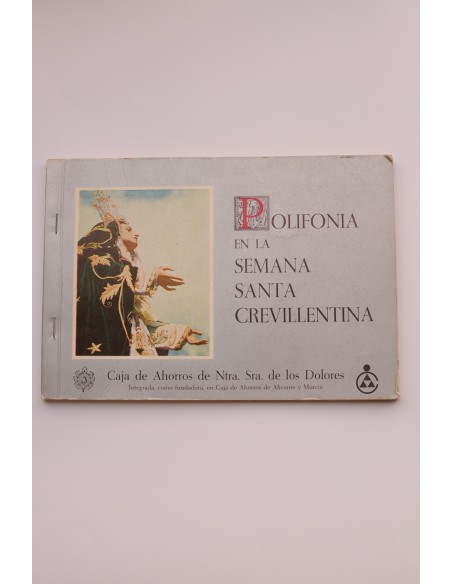 POLIFONIA
EN LA
SEMANA
SANTA
CREVILLENTINA
Caja de Ahorros de Ntra. Sra. de los Dolores
Integrada, como fundadora, en Caja de Ahorros de Alicante y Murcia